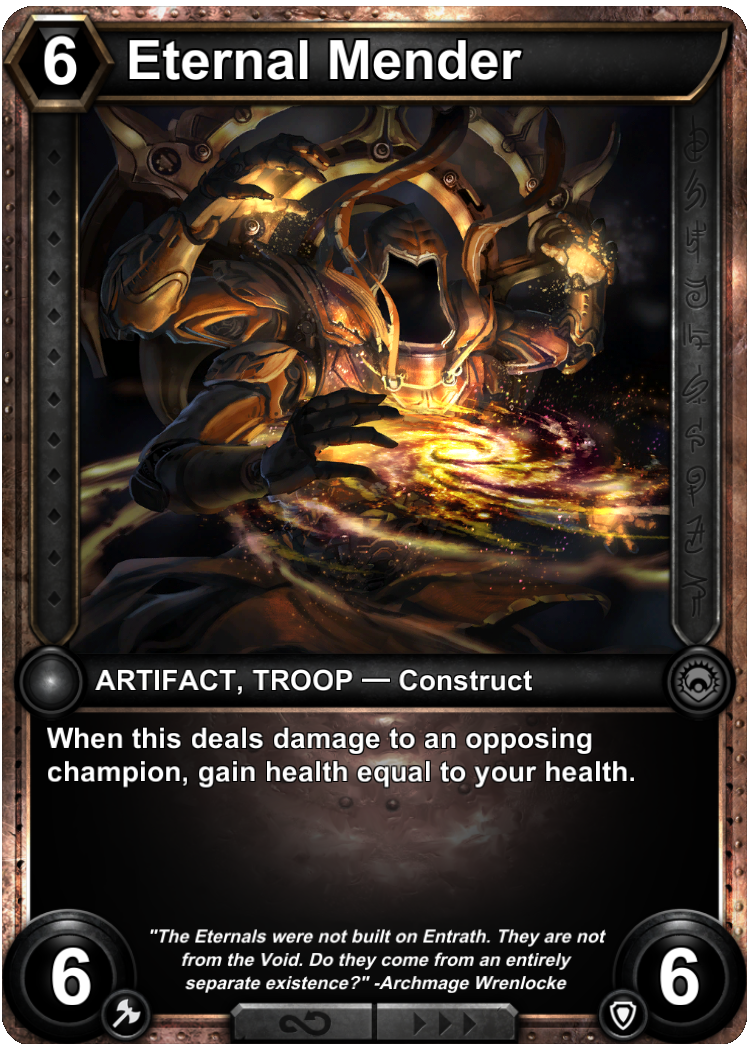 6 Eternal Mender
ARTIFACT, TROOP — Construct
When this deals damage to an opposing
champion, gain health equal to your health.
"The Eternals were not built on Entrath. They are not
from the Void. Do they come from an entirely
separate existence?" -Archmage Wrenlocke
6
6